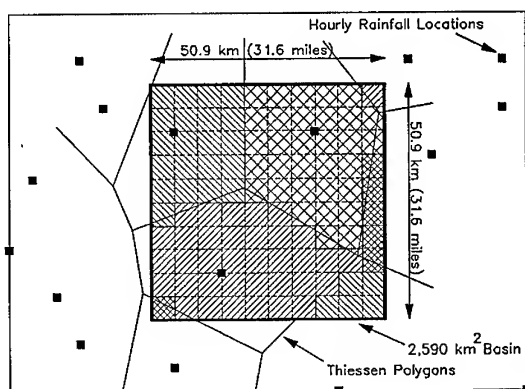 Hourly Rainfall Locations
50.9 km (31.6 miles)
50.9 km (31.6 miles)
2,590 km² Basin
Thiessen Polygons